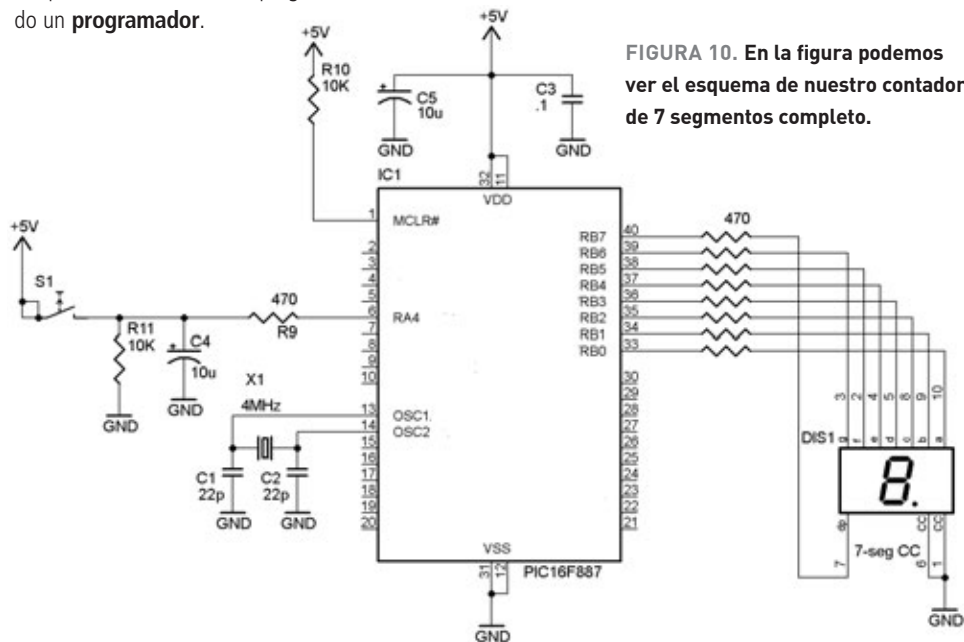 do un programador.
FIGURA 10. En la figura podemos
ver el esquema de nuestro contador
de 7 segmentos completo.
+5V
+5V
+5V
R10
10K
C5
10u
C3
.1
GND
GND
IC1
32
11
VDD
1
MCLR#
2
3
4
5
6
RA4
7
8
9
10
13
OSC1.
14
OSC2
15
16
17
18
19
20
S1
R11
10K
C4
10u
470
R9
GND
GND
X1
4MHz
C1
22p
C2
22p
GND
GND
RB7
40
RB6
39
RB5
38
RB4
37
RB3
36
RB2
35
RB1
34
RB0
33
470
30
29
28
27
26
25
24
23
22
21
VSS
31
12
PIC16F887
GND
3
2
4
5
8
9
10
DIS1
g
f
e
d
c
b
a
8.
dp
CC
CC
7-seg CC
7
6
1
GND